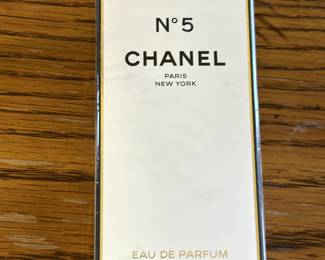 N°5
CHANEL
PARIS
NEW YORK
EAU DE PARFUM